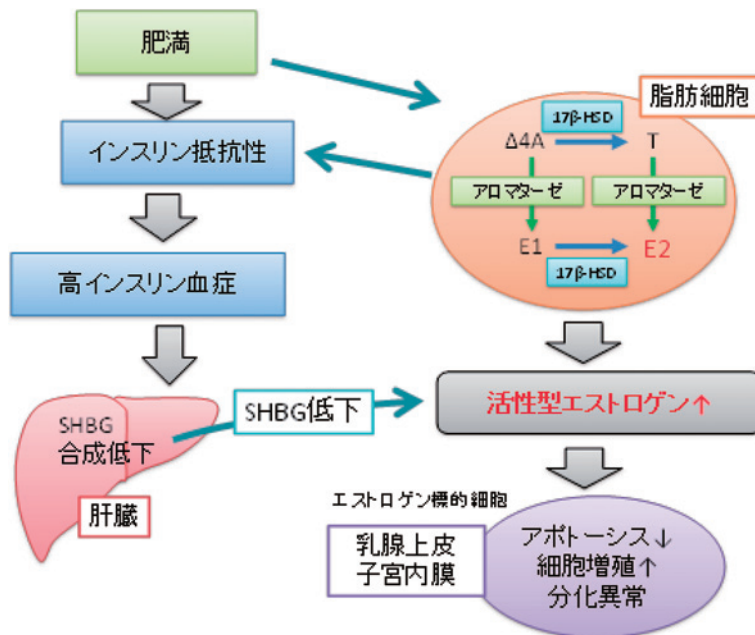 肥満
インスリン抵抗性
高インスリン血症
SHBG
合成低下
肝臓
SHBG低下
脂肪細胞
17β-HSD
Δ4A
T
アロマターゼ
アロマターゼ
E1
E2
17β-HSD
活性型エストロゲン↑
エストロゲン標的細胞
乳腺上皮
子宮内膜
アポトーシス↓
細胞増殖↑
分化異常